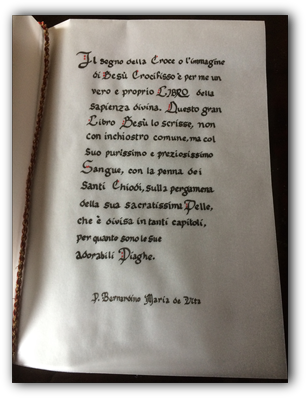 Il segno della Croce o l'immagine
di Gesù Crocifisso è per me un
vero e proprio LIBRO della
sapienza divina. Questo gran
Libro Gesù lo scrisse, non
con inchiostro comune, ma col
Suo purissimo e preziosissimo
Sangue, con la penna dei
Santi Chiodi, sulla pergamena
della sua sacratissima Pelle,
che è divisa in tanti capitoli,
per quante sono le sue
adorabili Piaghe.
P. Bernardino Maria de Vita